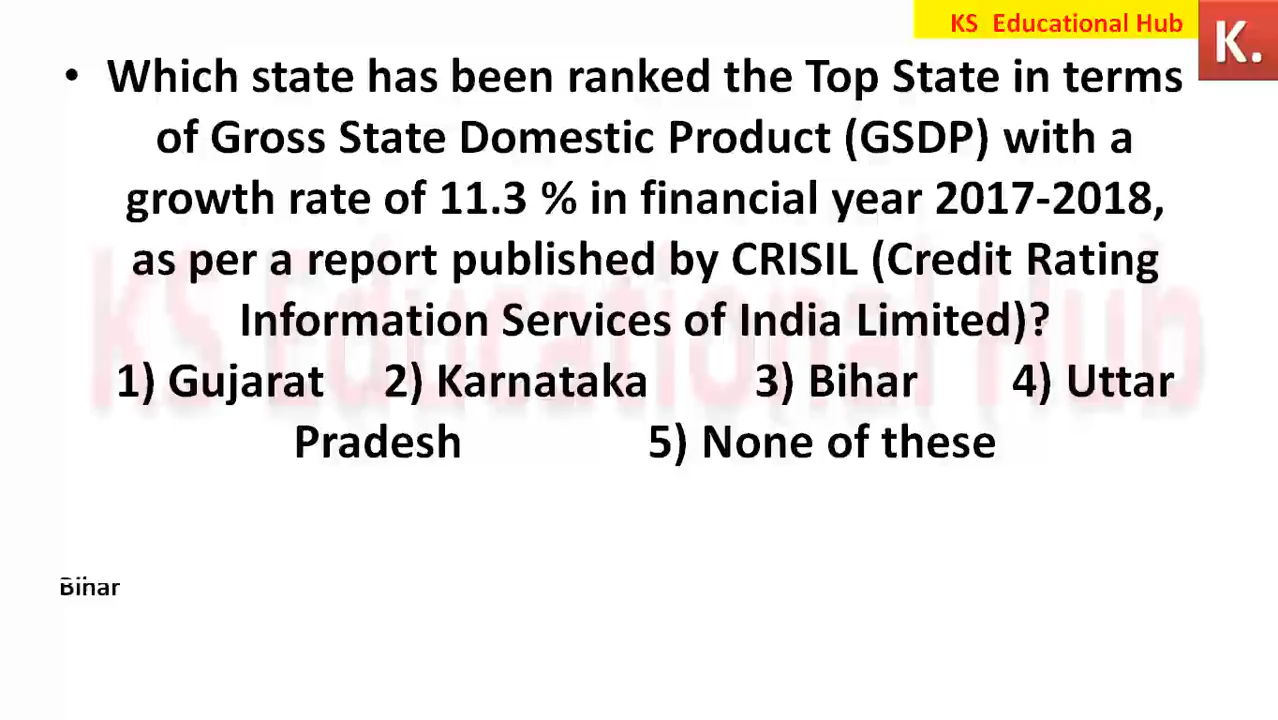 KS Educational Hub
K.
• Which state has been ranked the Top State in terms
of Gross State Domestic Product (GSDP) with a
growth rate of 11.3 % in financial year 2017-2018,
as per a report published by CRISIL (Credit Rating
Information Services of India Limited)?
1) Gujarat 2) Karnataka 3) Bihar 4) Uttar
Pradesh 5) None of these
KS Educational Hub
Bihar